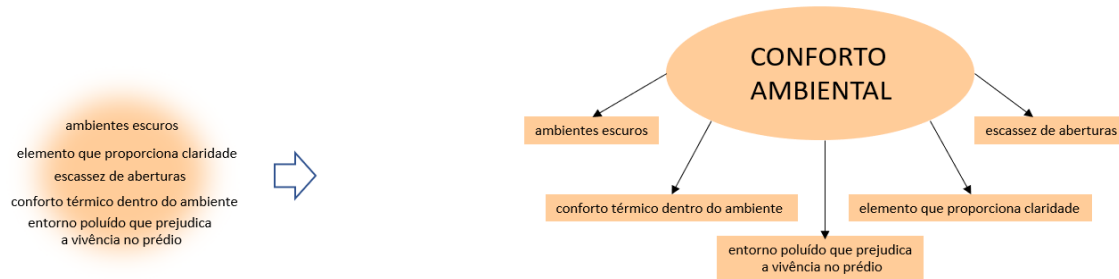 ambientes escuros
elemento que proporciona claridade
escassez de aberturas
conforto térmico dentro do ambiente
entorno poluído que prejudica
a vivência no prédio
CONFORTO
AMBIENTAL
ambientes escuros
escassez de aberturas
conforto térmico dentro do ambiente
elemento que proporciona claridade
entorno poluído que prejudica
a vivência no prédio